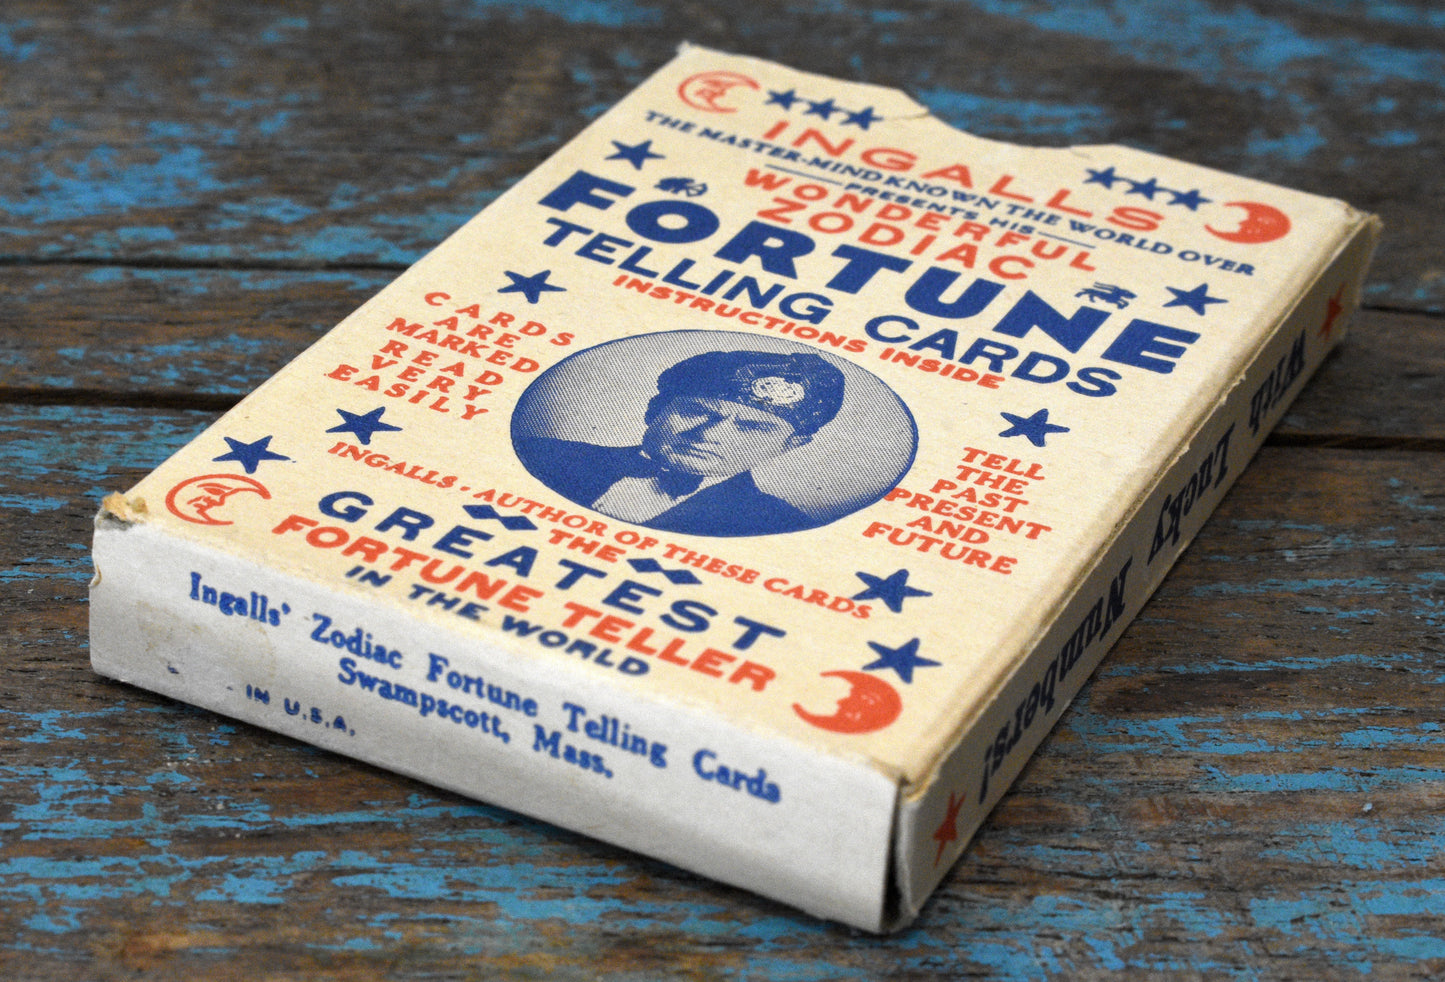 INGALLS
THE MASTER-MIND KNOWN THE WORLD OVER
PRESENTS HIS
WONDERFUL
ZODIAC
FORTUNE
TELLING CARDS
INSTRUCTIONS INSIDE
CARDS
ARE
MARKED
READ
VERY
EASILY
TELL
THE
PAST
PRESENT
AND
FUTURE
INGALLS · AUTHOR OF THESE CARDS
THE
GREATEST
FORTUNE TELLER
IN THE WORLD
Ingalls' Zodiac Fortune Telling Cards
Swampscott, Mass.
IN U.S.A.
With Lucky Numbers!